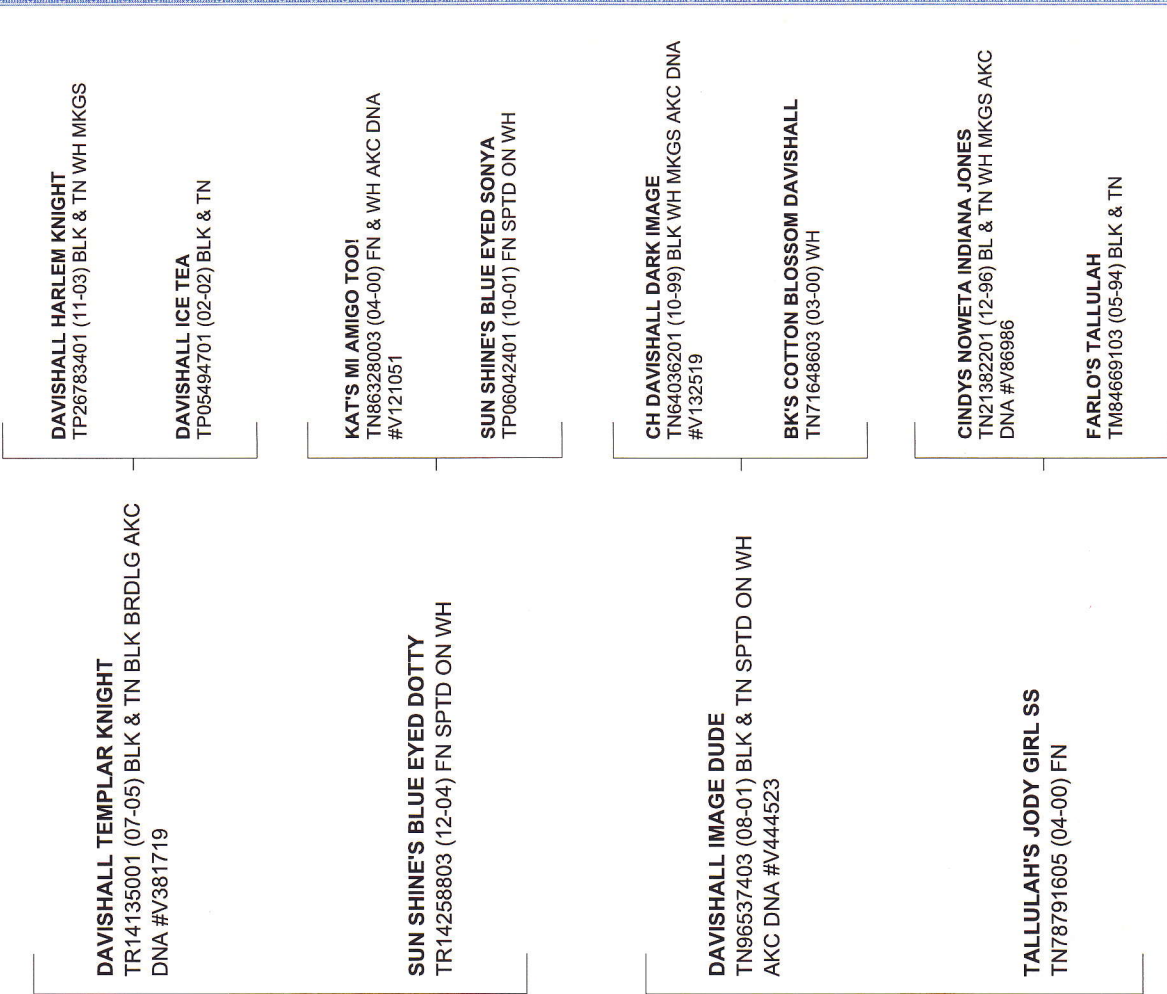 DAVISHALL TEMPLAR KNIGHT
TR14135001 (07-05) BLK & TN BLK BRDLG AKC
DNA #V381719
SUN SHINE'S BLUE EYED DOTTY
TR14258803 (12-04) FN SPTD ON WH
DAVISHALL IMAGE DUDE
TN96537403 (08-01) BLK & TN SPTD ON WH
AKC DNA #V444523
TALLULAH'S JODY GIRL SS
TN78791605 (04-00) FN
DAVISHALL HARLEM KNIGHT
TP26783401 (11-03) BLK & TN WH MKGS
DAVISHALL ICE TEA
TP05494701 (02-02) BLK & TN
KAT'S MI AMIGO TOO!
TN86328003 (04-00) FN & WH AKC DNA
#V121051
SUN SHINE'S BLUE EYED SONYA
TP06042401 (10-01) FN SPTD ON WH
CH DAVISHALL DARK IMAGE
TN64036201 (10-99) BLK WH MKGS AKC DNA
#V132519
BK'S COTTON BLOSSOM DAVISHALL
TN71648603 (03-00) WH
CINDYS NOWETA INDIANA JONES
TN21382201 (12-96) BL & TN WH MKGS AKC
DNA #V86986
FARLO'S TALLULAH
TM84669103 (05-94) BLK & TN